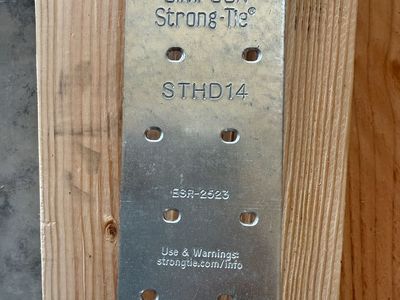 Strong-Tie®
STHD14
ESR-2523
Use & Warnings:
strongtie.com/info